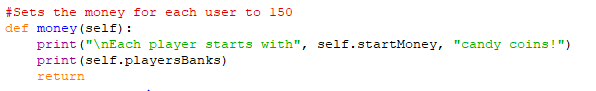 #Sets the money for each user to 150
def money(self):
    print("\nEach player starts with", self.startMoney, "candy coins!")
    print(self.playersBanks)
    return